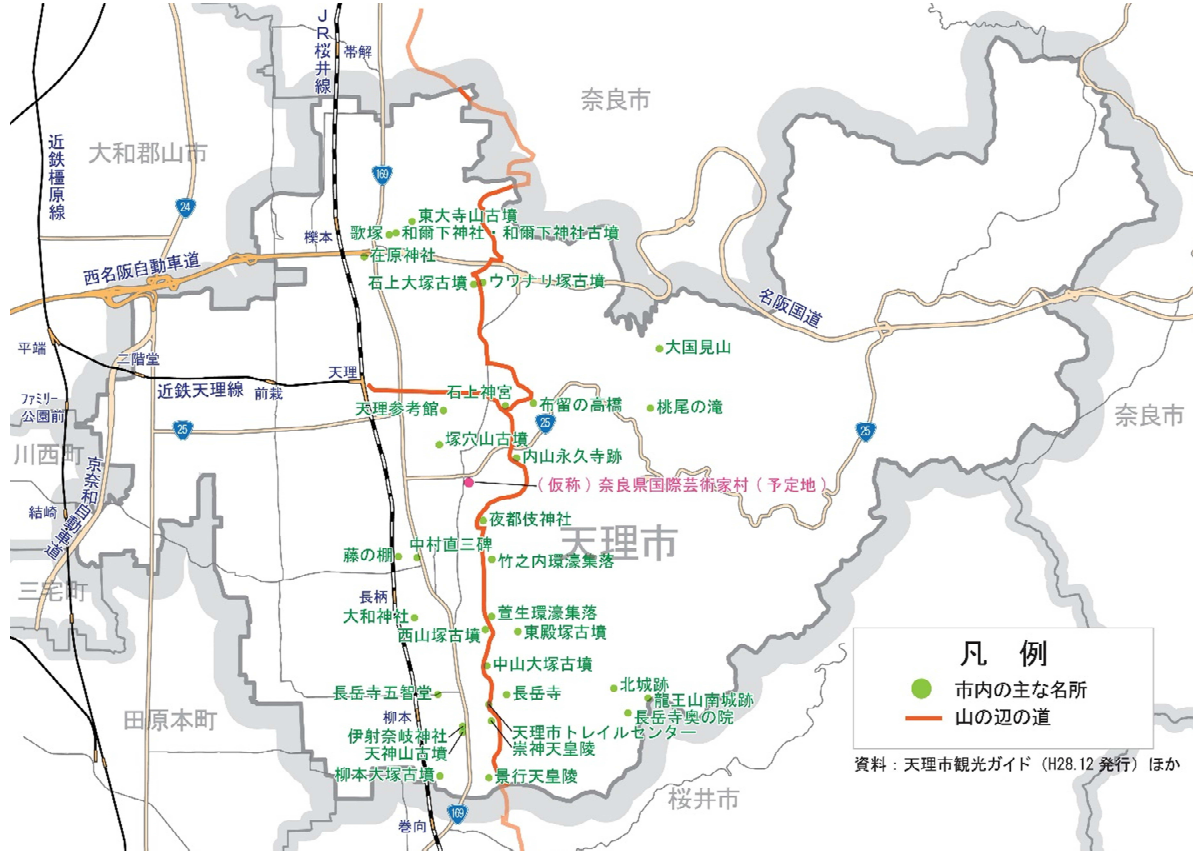 JR桜井線
帯解
奈良市
近鉄橿原線
大和郡山市
169
24
東大寺山古墳
歌塚
和爾下神社・和爾下神社古墳
櫟本
在原神社
西名阪自動車道
石上大塚古墳
ウワナリ塚古墳
名阪国道
平端
二階堂
大国見山
天理
近鉄天理線
前栽
石上神宮
ファミリー
公園前
天理参考館
布留の高橋
桃尾の滝
奈良市
25
25
25
川西町
塚穴山古墳
内山永久寺跡
(仮称)奈良県国際芸術家村(予定地)
結崎
京奈和自動車道
夜都伎神社
天理市
藤の棚
中村直三碑
竹之内環濠集落
三宅町
長柄
大和神社
萱生環濠集落
西山塚古墳
東殿塚古墳
中山大塚古墳
凡 例
市内の主な名所
山の辺の道
長岳寺五智堂
長岳寺
北城跡
龍王山南城跡
長岳寺奥の院
田原本町
柳本
伊射奈岐神社
天理市トレイルセンター
天神山古墳
崇神天皇陵
柳本大塚古墳
景行天皇陵
資料:天理市観光ガイド(H28.12発行)ほか
桜井市
169
巻向